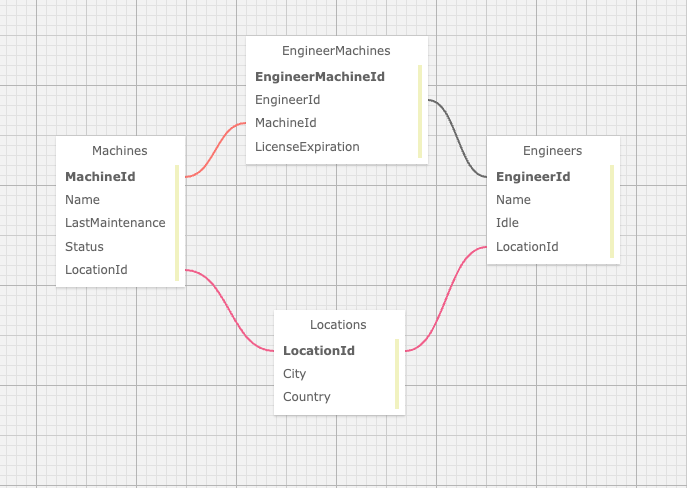 EngineerMachines
EngineerMachineId
EngineerId
MachineId
LicenseExpiration
Machines
MachineId
Name
LastMaintenance
Status
LocationId
Engineers
EngineerId
Name
Idle
LocationId
Locations
LocationId
City
Country